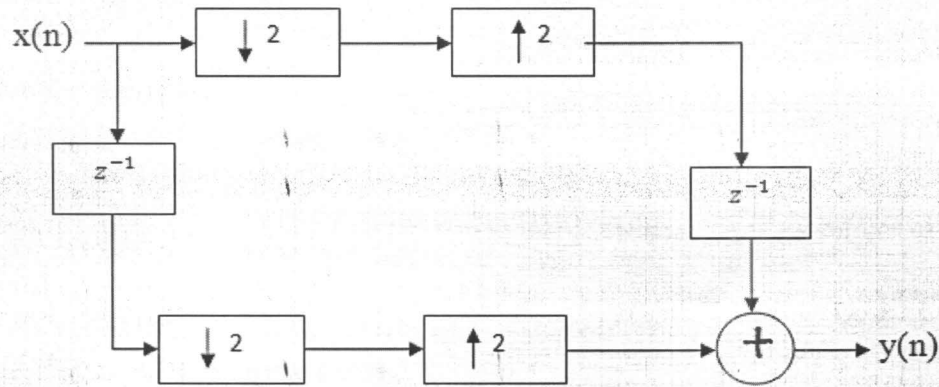 x(n) ↓ 2 ↑ 2
z⁻¹ z⁻¹
↓ 2 ↑ 2 + y(n)